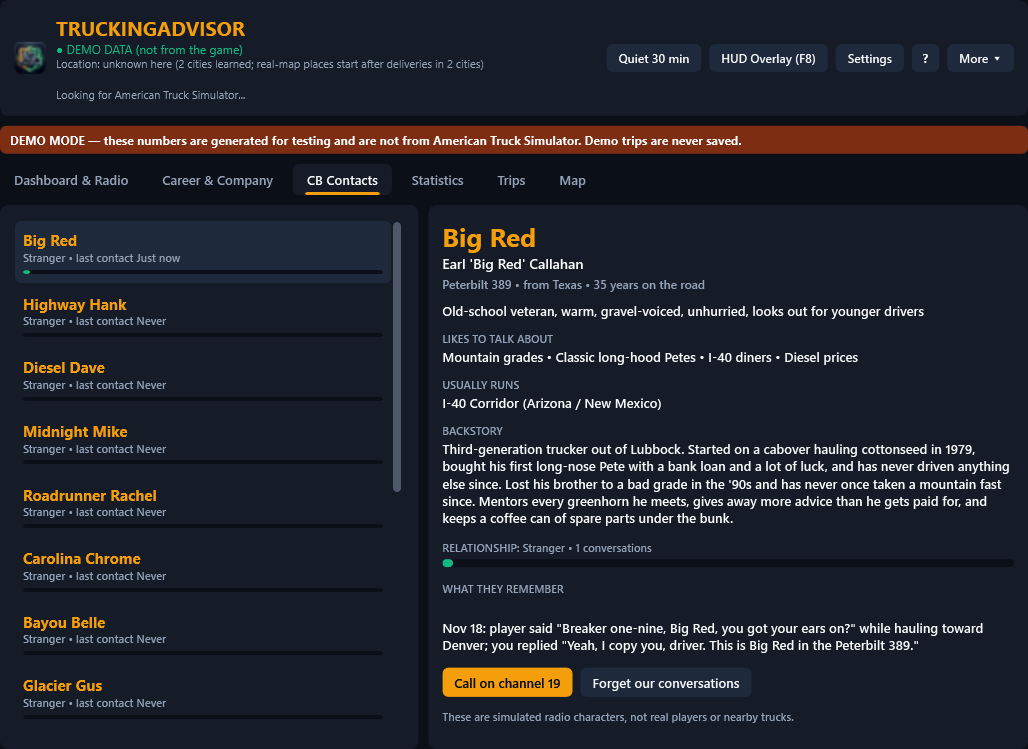 TRUCKINGADVISOR
● DEMO DATA (not from the game)
Location: unknown here (2 cities learned; real-map places start after deliveries in 2 cities)
Looking for American Truck Simulator...
Quiet 30 min
HUD Overlay (F8)
Settings
?
More ▾
DEMO MODE — these numbers are generated for testing and are not from American Truck Simulator. Demo trips are never saved.
Dashboard & Radio
Career & Company
CB Contacts
Statistics
Trips
Map
Big Red
Stranger • last contact Just now
Highway Hank
Stranger • last contact Never
Diesel Dave
Stranger • last contact Never
Midnight Mike
Stranger • last contact Never
Roadrunner Rachel
Stranger • last contact Never
Carolina Chrome
Stranger • last contact Never
Bayou Belle
Stranger • last contact Never
Glacier Gus
Stranger • last contact Never
Big Red
Earl 'Big Red' Callahan
Peterbilt 389 • from Texas • 35 years on the road
Old-school veteran, warm, gravel-voiced, unhurried, looks out for younger drivers
LIKES TO TALK ABOUT
Mountain grades • Classic long-hood Petes • I-40 diners • Diesel prices
USUALLY RUNS
I-40 Corridor (Arizona / New Mexico)
BACKSTORY
Third-generation trucker out of Lubbock. Started on a cabover hauling cottonseed in 1979,
bought his first long-nose Pete with a bank loan and a lot of luck, and has never driven anything
else since. Lost his brother to a bad grade in the '90s and has never once taken a mountain fast
since. Mentors every greenhorn he meets, gives away more advice than he gets paid for, and
keeps a coffee can of spare parts under the bunk.
RELATIONSHIP: Stranger • 1 conversations
WHAT THEY REMEMBER
Nov 18: player said "Breaker one-nine, Big Red, you got your ears on?" while hauling toward
Denver; you replied "Yeah, I copy you, driver. This is Big Red in the Peterbilt 389."
Call on channel 19
Forget our conversations
These are simulated radio characters, not real players or nearby trucks.